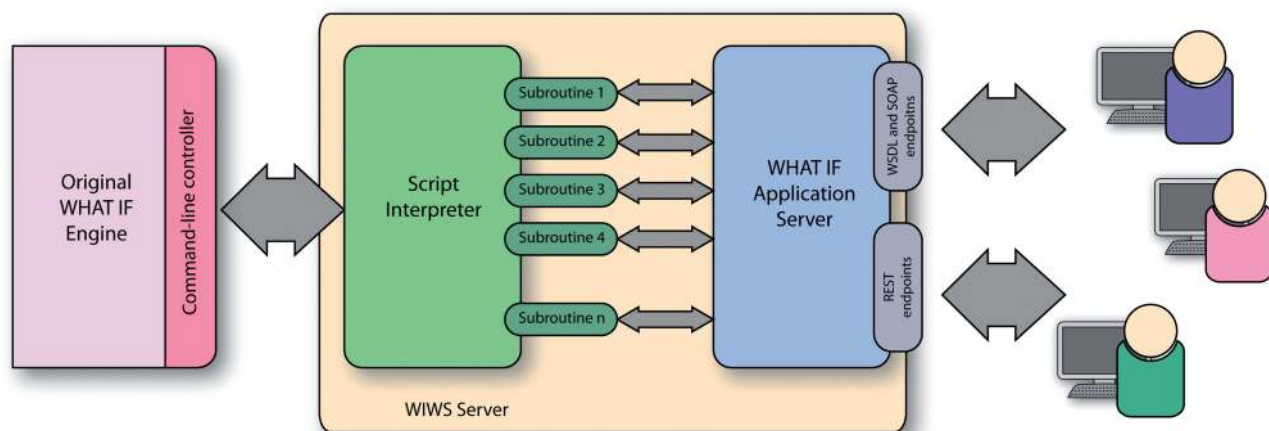 Original
WHAT IF
Engine
Command-line controller
Script
Interpreter
Subroutine 1
Subroutine 2
Subroutine 3
Subroutine 4
Subroutine n
WHAT IF
Application
Server
WSDL and SOAP
endpoitns
REST
endpoints
WIWS Server